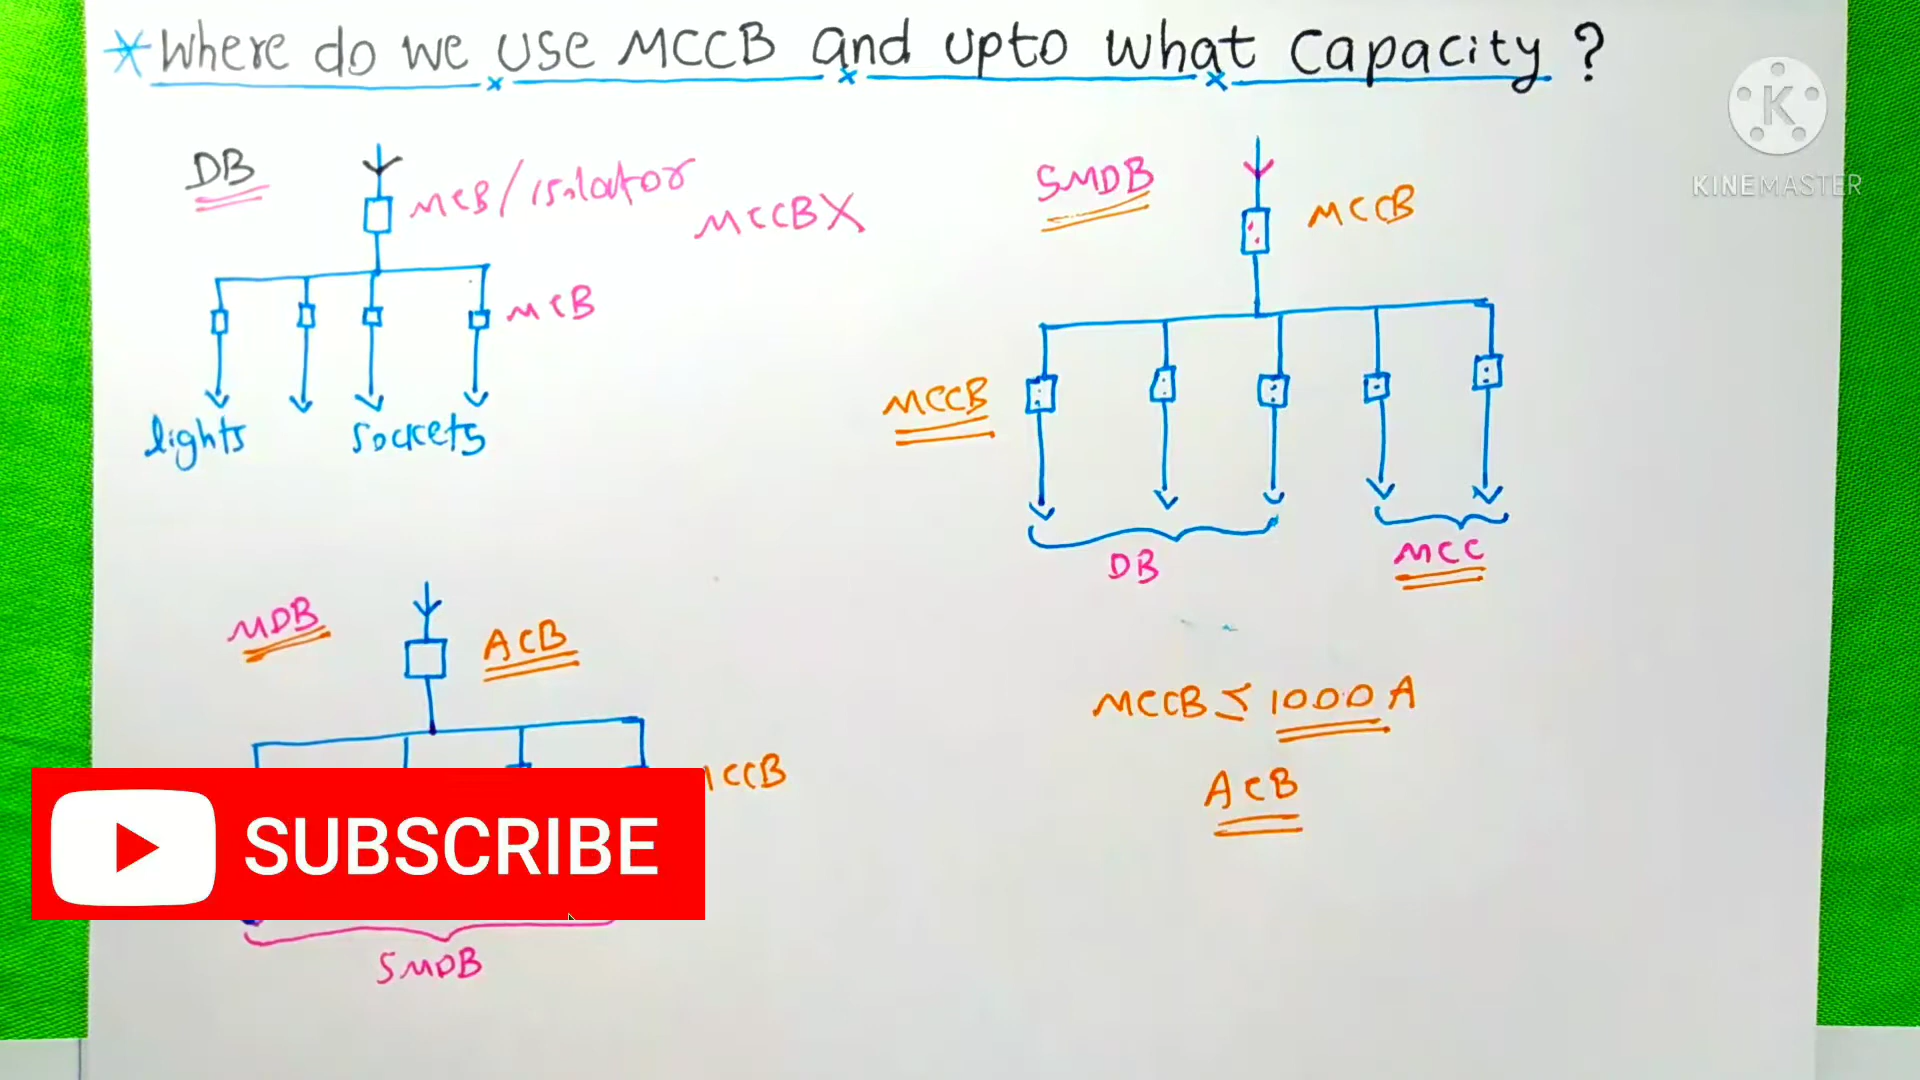 *Where do we use MCCB and upto what capacity ?
DB
MCB/isolator
MCCB X
MCB
lights
sockets
SMDB
MCCB
MCCB
DB
MCC
MDB
ACB
CCB
SMDB
MCCB ≤ 1000 A
ACB
SUBSCRIBE
K
KINEMASTER